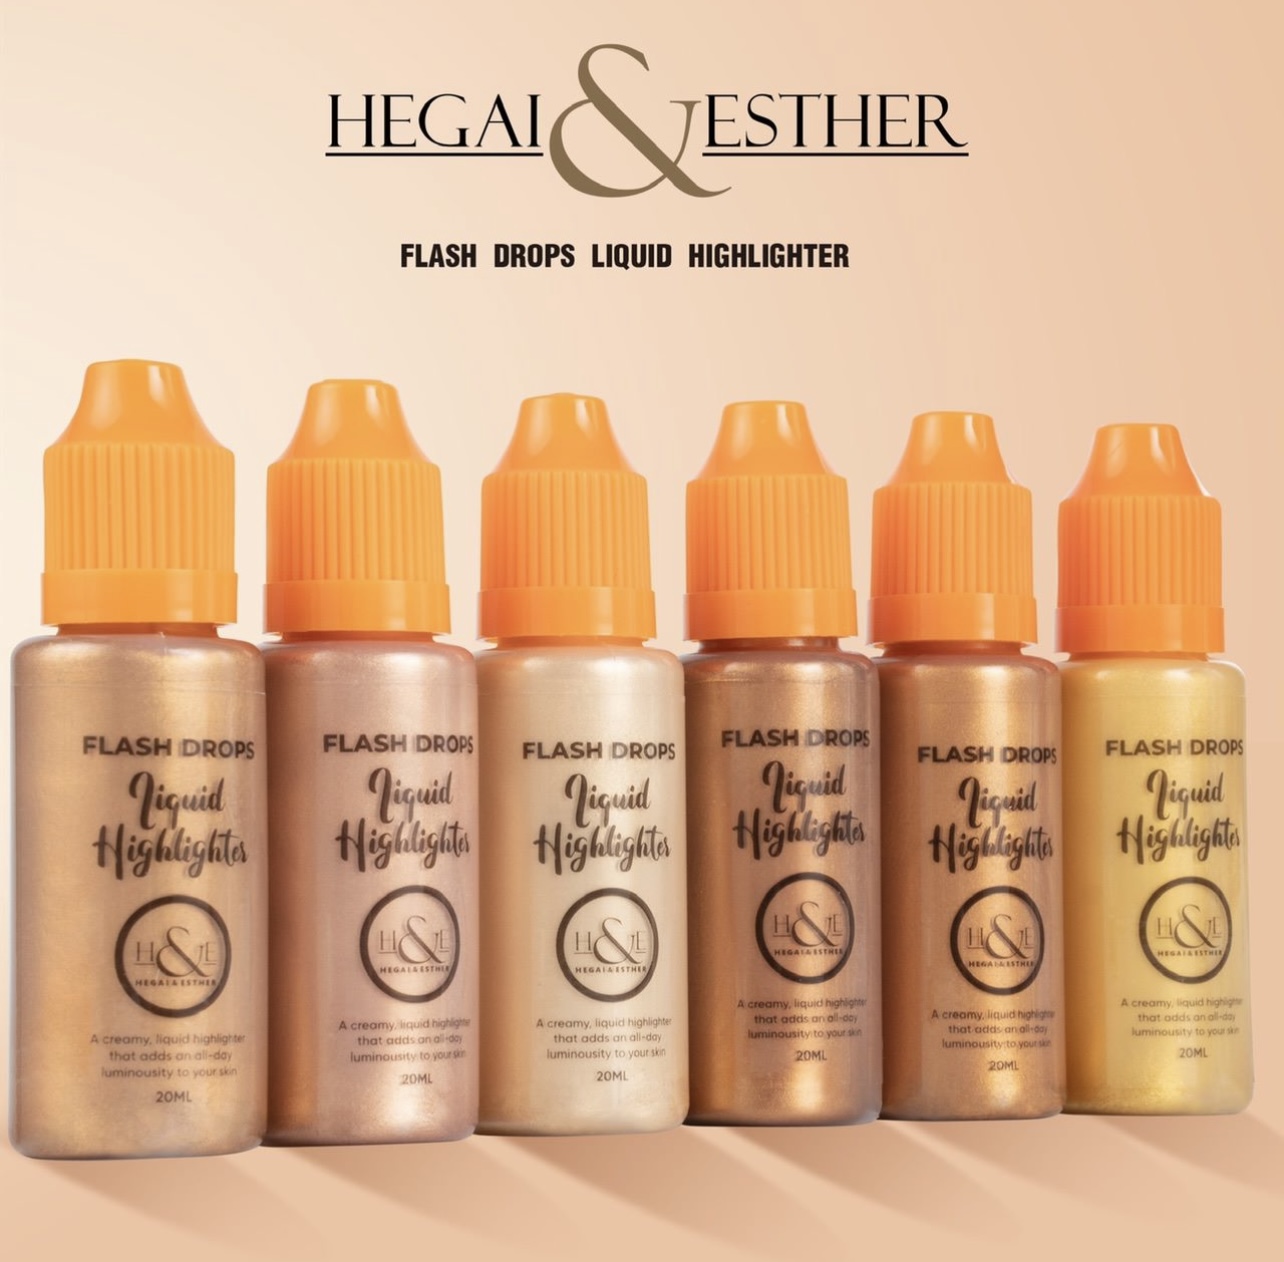 HEGAI & ESTHER
FLASH DROPS LIQUID HIGHLIGHTER
FLASH DROPS
Liquid
Highlighter
H&E
HEGAI & ESTHER
A creamy, liquid highlighter
that adds an all-day
luminousity to your skin
20ML
FLASH DROPS
Liquid
Highlighter
H&E
HEGAI & ESTHER
A creamy, liquid highlighter
that adds an all-day
luminousity to your skin
20ML
FLASH DROPS
Liquid
Highlighter
H&E
HEGAI & ESTHER
A creamy, liquid highlighter
that adds an all-day
luminousity to your skin
20ML
FLASH DROPS
Liquid
Highlighter
H&E
HEGAI & ESTHER
A creamy, liquid highlighter
that adds an all-day
luminousity to your skin
20ML
FLASH DROPS
Liquid
Highlighter
H&E
HEGAI & ESTHER
A creamy, liquid highlighter
that adds an all-day
luminousity to your skin
20ML
FLASH DROPS
Liquid
Highlighter
H&E
HEGAI & ESTHER
A creamy, liquid highlighter
that adds an all-day
luminousity to your skin
20ML